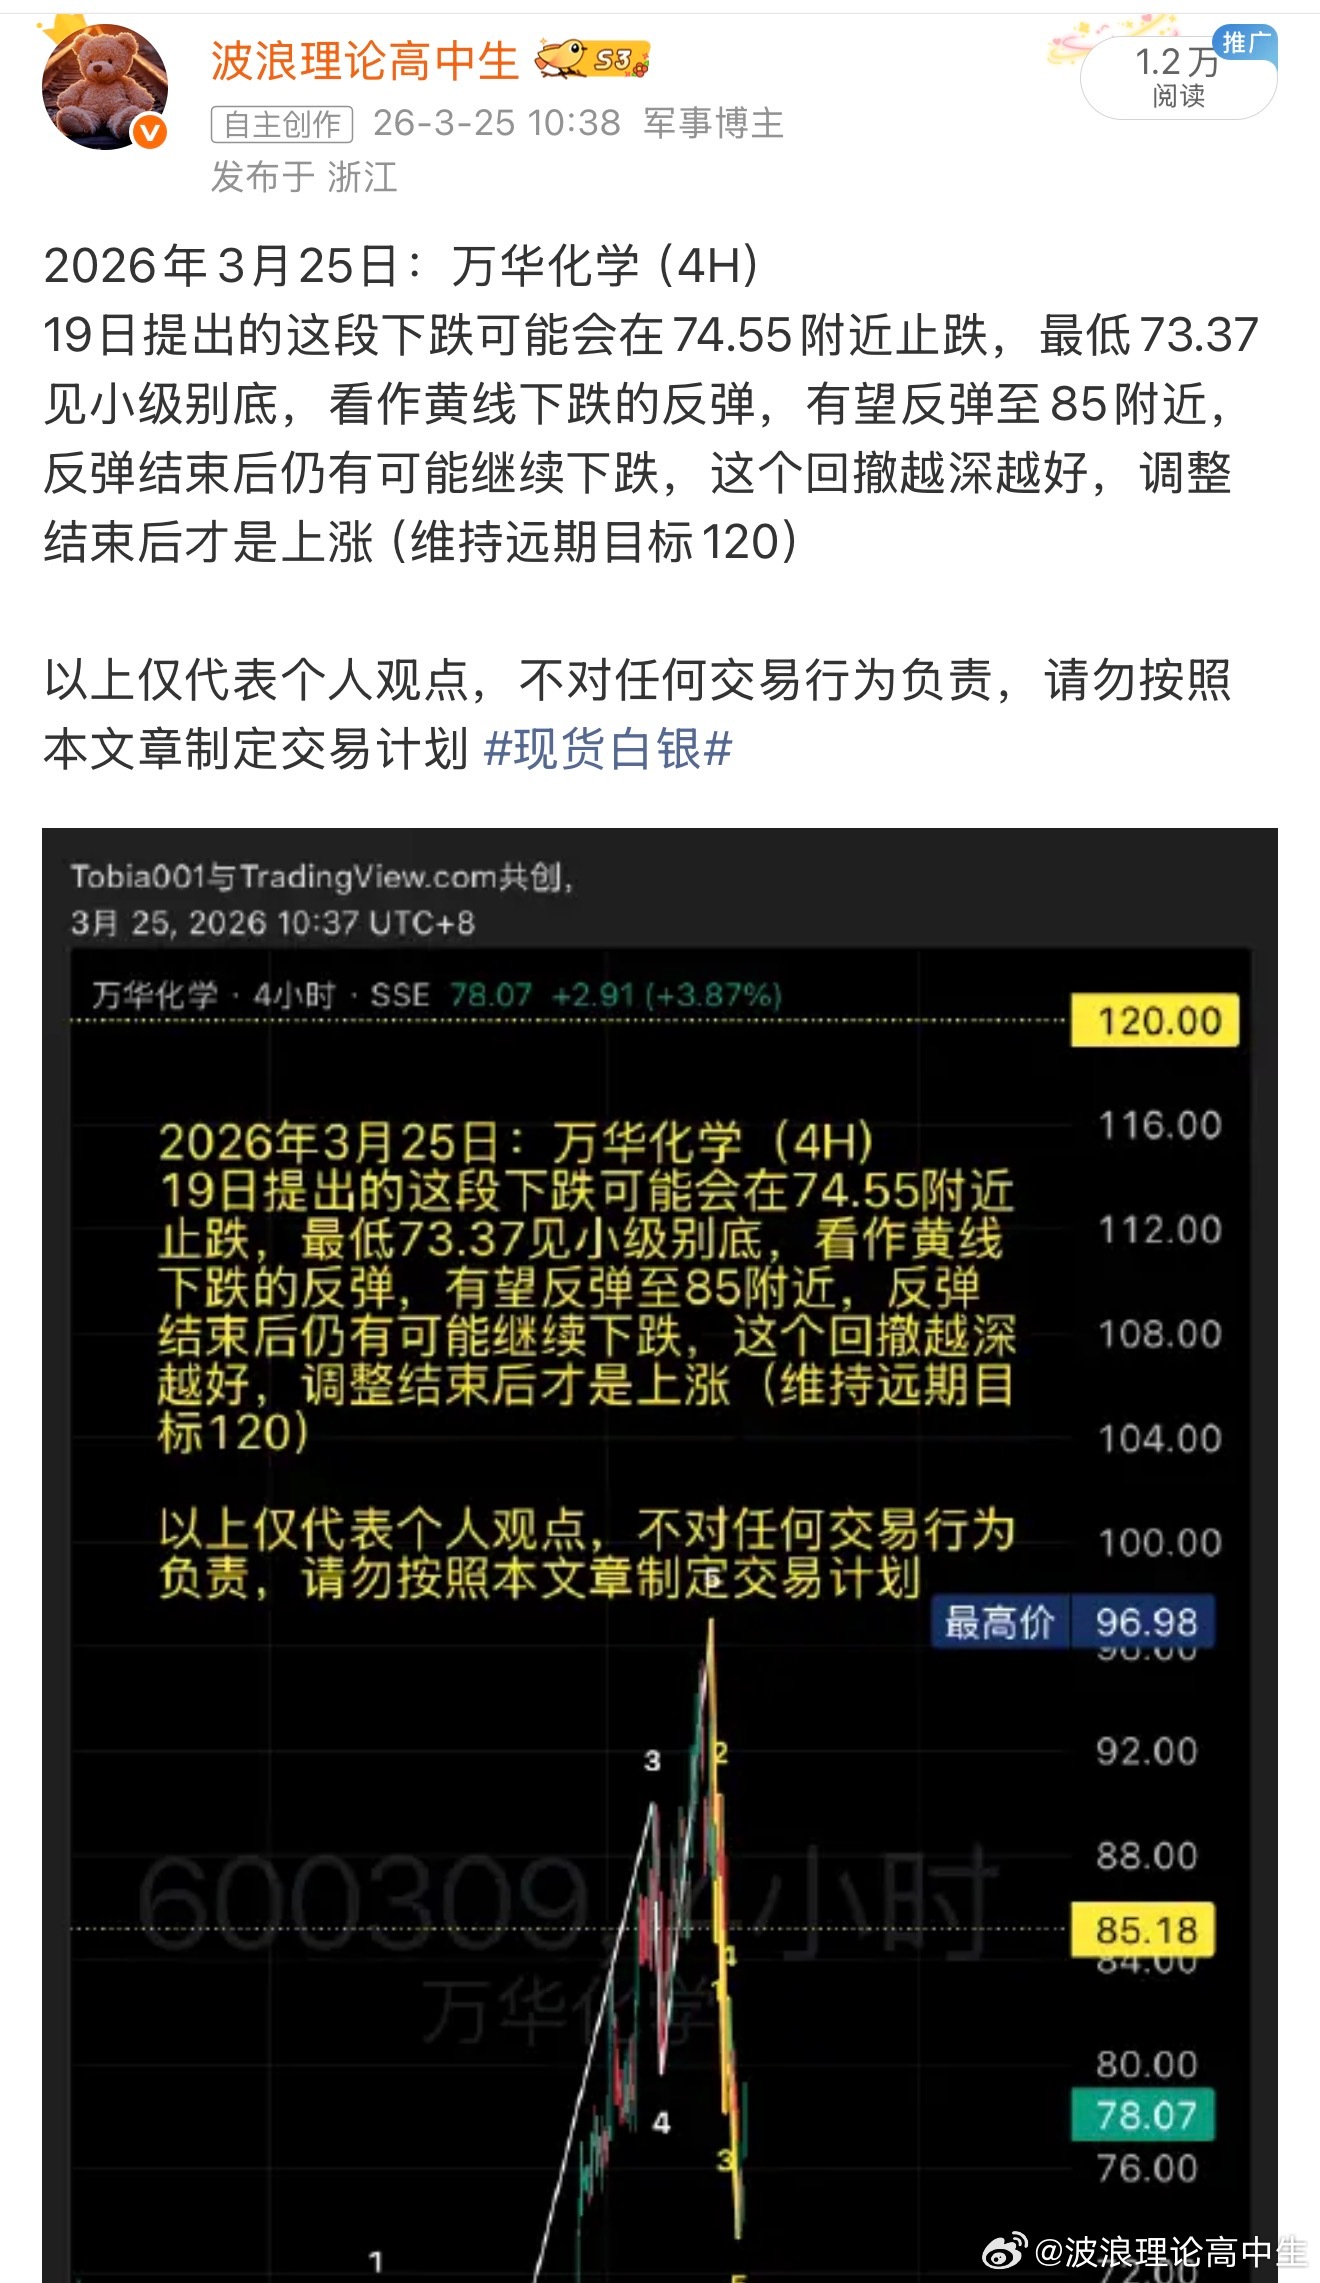 波浪理论高中生 S3
推广
1.2万
阅读
自主创作 26-3-25 10:38 军事博主
发布于 浙江
2026年3月25日：万华化学 (4H)
19日提出的这段下跌可能会在74.55附近止跌，最低73.37
见小级别底，看作黄线下跌的反弹，有望反弹至85附近，
反弹结束后仍有可能继续下跌，这个回撤越深越好，调整
结束后才是上涨 (维持远期目标120)
以上仅代表个人观点，不对任何交易行为负责，请勿按照
本文章制定交易计划 #现货白银#
Tobia001与TradingView.com共创，
3月 25, 2026 10:37 UTC+8
万华化学 · 4小时 · SSE 78.07 +2.91 (+3.87%)
120.00
2026年3月25日：万华化学（4H)
19日提出的这段下跌可能会在74.55附近
止跌，最低73.37见小级别底，看作黄线
下跌的反弹，有望反弹至85附近，反弹
结束后仍有可能继续下跌，这个回撤越深
越好，调整结束后才是上涨（维持远期目
标120)
以上仅代表个人观点，不对任何交易行为
负责，请勿按照本文章制定交易计划
116.00
112.00
108.00
104.00
100.00
最高价 96.98
96.00
5
92.00
3
2
88.00
600309, 4小时
万华化学
85.18
84.00
4
1
80.00
4
78.07
3
76.00
1
5
72.00
@波浪理论高中生